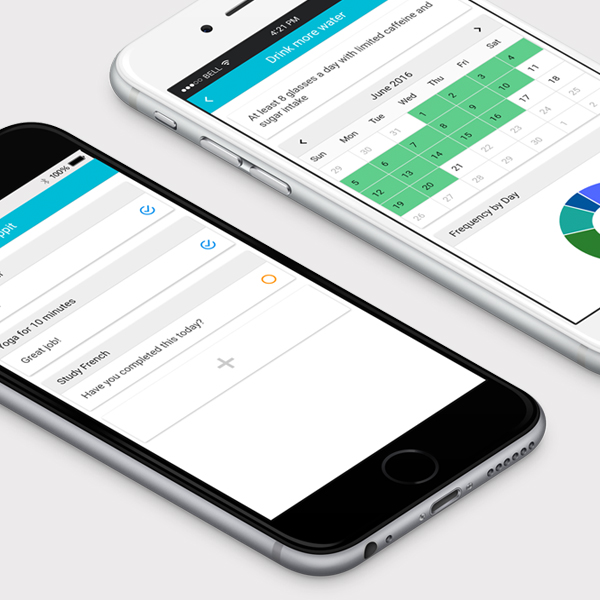 BELL 4:21 PM
Drink more water
At least 8 glasses a day with limited caffeine and
sugar intake
June 2016
Sun Mon Tue Wed Thu Fri Sat
29 30 31 1 2 3 4
5 6 7 8 9 10 11
12 13 14 15 16 17 18
19 20 21 22 23 24 25
26 27 28 29 30 1 2
Frequency by Day
100%
Yoga for 10 minutes
Great job!
Study French
Have you completed this today?